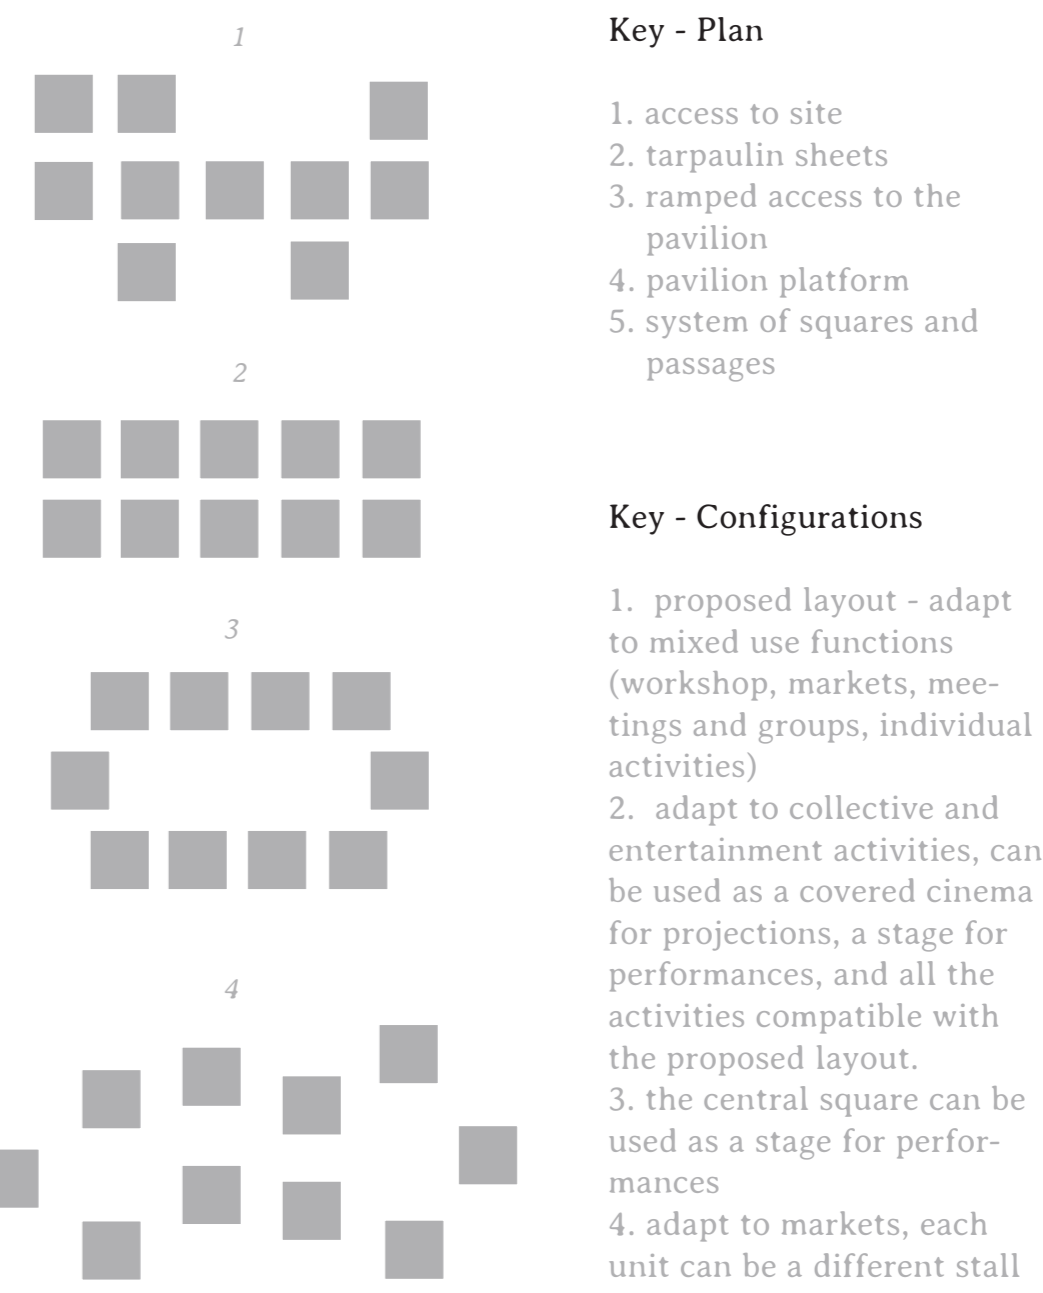 1
2
3
4
Key - Plan
1. access to site
2. tarpaulin sheets
3. ramped access to the
pavilion
4. pavilion platform
5. system of squares and
passages
Key - Configurations
1. proposed layout - adapt
to mixed use functions
(workshop, markets, mee-
tings and groups, individual
activities)
2. adapt to collective and
entertainment activities, can
be used as a covered cinema
for projections, a stage for
performances, and all the
activities compatible with
the proposed layout.
3. the central square can be
used as a stage for perfor-
mances
4. adapt to markets, each
unit can be a different stall